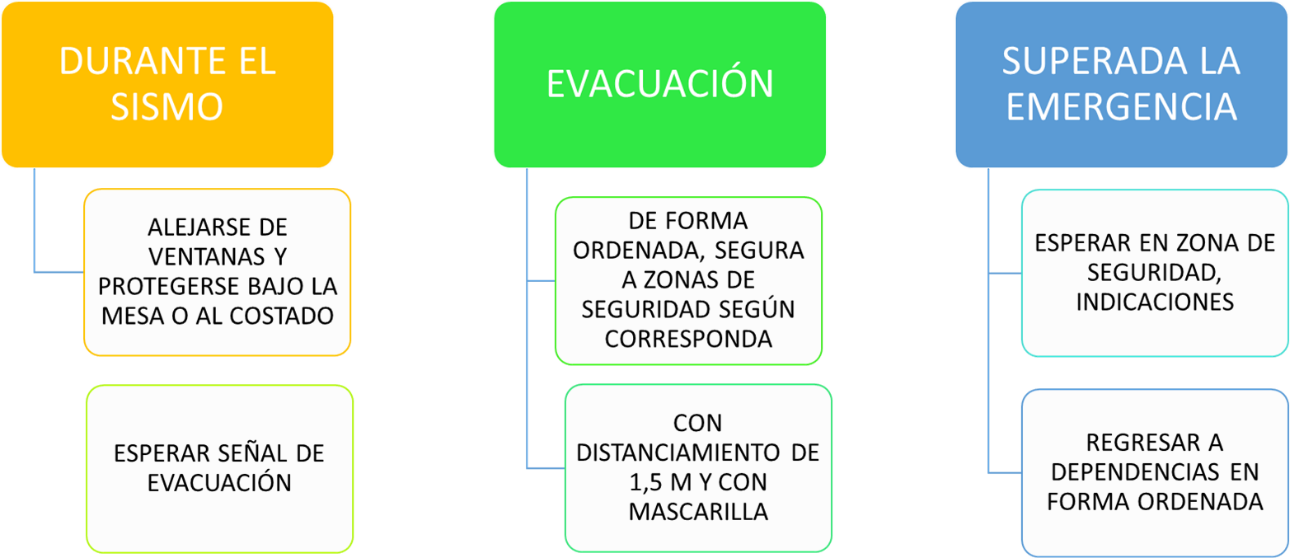 DURANTE EL
SISMO
ALEJARSE DE
VENTANAS Y
PROTEGERSE BAJO LA
MESA O AL COSTADO
ESPERAR SEÑAL DE
EVACUACIÓN
EVACUACIÓN
DE FORMA
ORDENADA, SEGURA
A ZONAS DE
SEGURIDAD SEGÚN
CORRESPONDA
CON
DISTANCIAMIENTO DE
1,5 M Y CON
MASCARILLA
SUPERADA LA
EMERGENCIA
ESPERAR EN ZONA DE
SEGURIDAD,
INDICACIONES
REGRESAR A
DEPENDENCIAS EN
FORMA ORDENADA